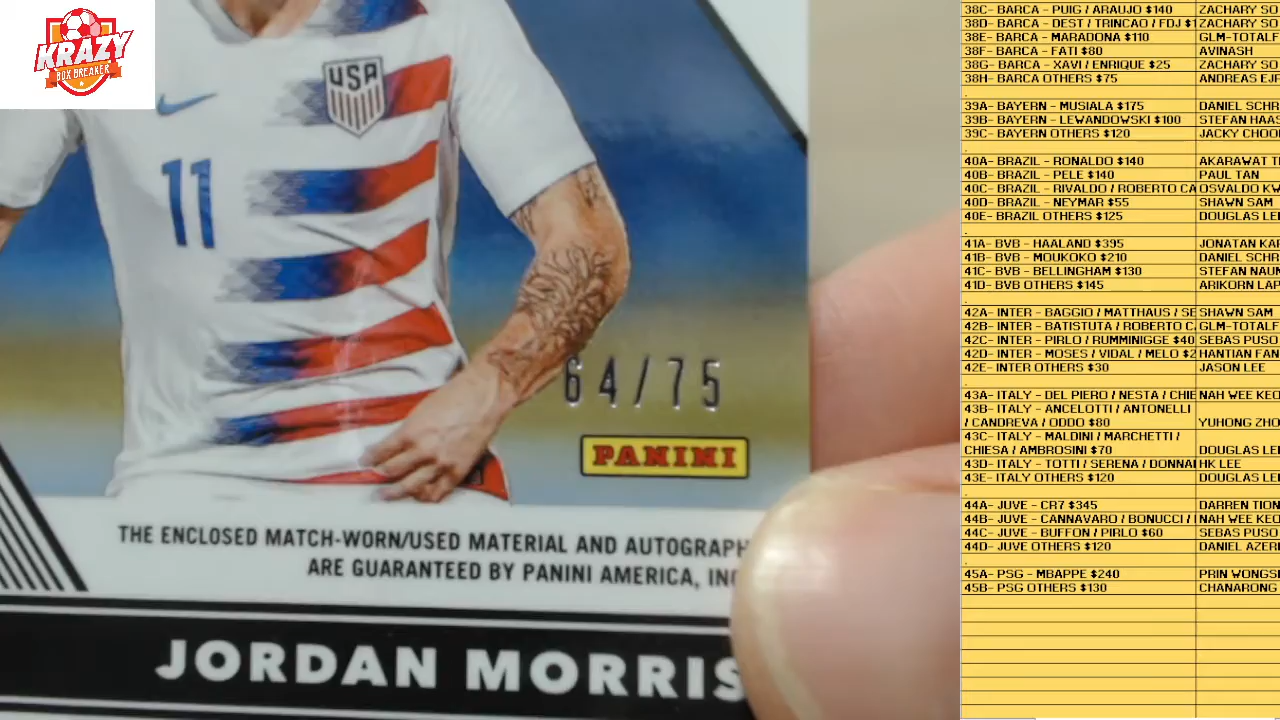 KRAZY
BOX BREAKER
USA
11
64/75
PANINI
THE ENCLOSED MATCH-WORN/USED MATERIAL AND AUTOGRAPH
ARE GUARANTEED BY PANINI AMERICA, INC
JORDAN MORRIS
38C- BARCA - PUIG / ARAUJO $140 ZACHARY SO
38D- BARCA - DEST / TRINCAO / FDJ $1 ZACHARY SO
38E- BARCA - MARADONA $110 GLM-TOTALF
38F- BARCA - FATI $80 AVINASH
38G- BARCA - XAVI / ENRIQUE $25 ZACHARY SO
38H- BARCA OTHERS $75 ANDREAS EJF
.
39A- BAYERN - MUSIALA $175 DANIEL SCHR
39B- BAYERN - LEWANDOWSKI $100 STEFAN HAAS
39C- BAYERN OTHERS $120 JACKY CHOO
.
40A- BRAZIL - RONALDO $140 AKARAWAT T
40B- BRAZIL - PELE $140 PAUL TAN
40C- BRAZIL - RIVALDO / ROBERTO CA OSVALDO KW
40D- BRAZIL - NEYMAR $55 SHAWN SAM
40E- BRAZIL OTHERS $125 DOUGLAS LEE
.
41A- BVB - HAALAND $395 JONATAN KAF
41B- BVB - MOUKOKO $210 DANIEL SCHR
41C- BVB - BELLINGHAM $130 STEFAN NAUM
41D- BVB OTHERS $145 ARIKORN LAP
.
42A- INTER - BAGGIO / MATTHAUS / SE SHAWN SAM
42B- INTER - BATISTUTA / ROBERTO C GLM-TOTALF
42C- INTER - PIRLO / RUMMINIGGE $40 SEBAS PUSO
42D- INTER - MOSES / VIDAL / MELO $2 HANTIAN FAN
42E- INTER OTHERS $30 JASON LEE
.
43A- ITALY - DEL PIERO / NESTA / CHIE NAH WEE KEO
43B- ITALY - ANCELOTTI / ANTONELLI
/ CANDREVA / ODDO $80 YUHONG ZHO
43C- ITALY - MALDINI / MARCHETTI /
CHIESA / AMBROSINI $70 DOUGLAS LEE
43D- ITALY - TOTTI / SERENA / DONNA HK LEE
43E- ITALY OTHERS $120 DOUGLAS LEE
.
44A- JUVE - CR7 $345 DARREN TION
44B- JUVE - CANNAVARO / BONUCCI / NAH WEE KEO
44C- JUVE - BUFFON / PIRLO $60 SEBAS PUSO
44D- JUVE OTHERS $120 DANIEL AZER
.
45A- PSG - MBAPPE $240 PRIN WONGS
45B- PSG OTHERS $130 CHANARONG